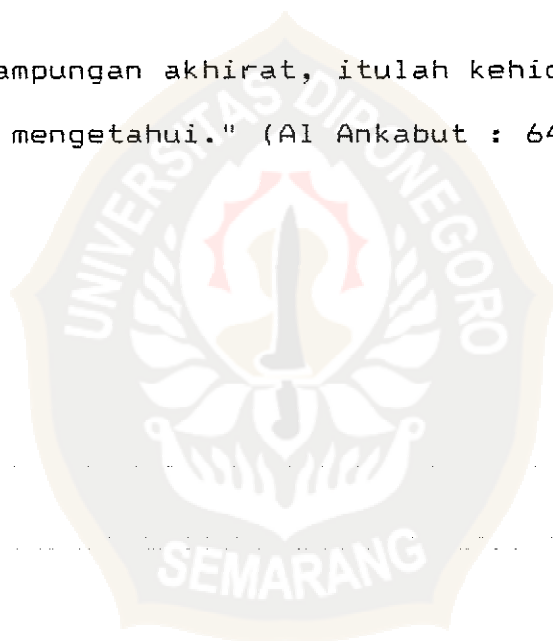 ampungan akhirat, itulah kehid
mengetahui." (Al Ankabut : 64
UNIVERSITAS DIPONEGORO
SEMARANG